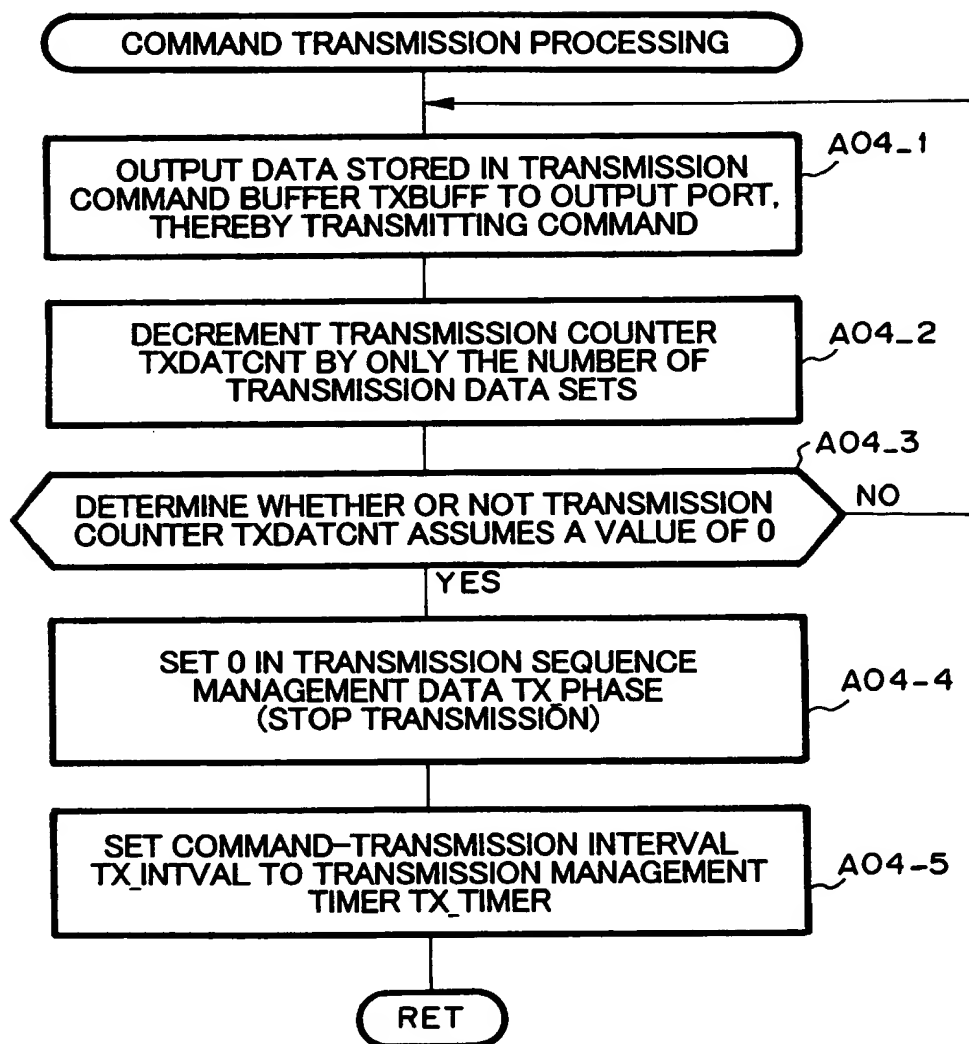 COMMAND TRANSMISSION PROCESSING
A04_1
OUTPUT DATA STORED IN TRANSMISSION
COMMAND BUFFER TXBUFF TO OUTPUT PORT,
THEREBY TRANSMITTING COMMAND
A04_2
DECREMENT TRANSMISSION COUNTER
TXDATCNT BY ONLY THE NUMBER OF
TRANSMISSION DATA SETS
A04_3
DETERMINE WHETHER OR NOT TRANSMISSION
COUNTER TXDATCNT ASSUMES A VALUE OF 0
NO
YES
SET 0 IN TRANSMISSION SEQUENCE
MANAGEMENT DATA TX_PHASE
(STOP TRANSMISSION)
A04-4
SET COMMAND-TRANSMISSION INTERVAL
TX_INTVAL TO TRANSMISSION MANAGEMENT
TIMER TX_TIMER
A04-5
RET